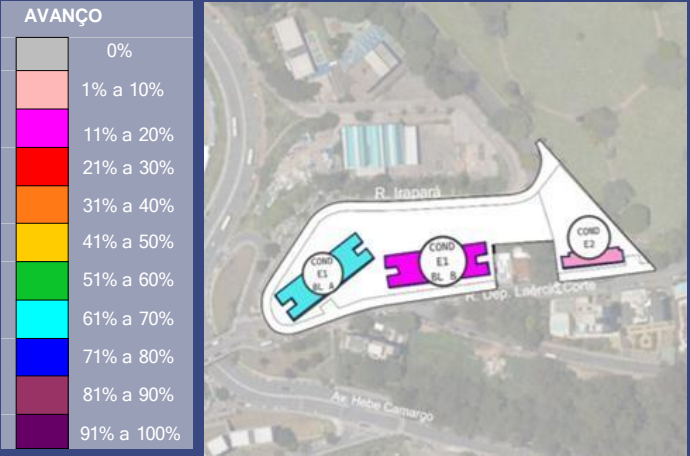 AVANÇO
0%
1% a 10%
11% a 20%
21% a 30%
31% a 40%
41% a 50%
51% a 60%
61% a 70%
71% a 80%
81% a 90%
91% a 100%
R. Irapará
COND
E2
COND
E1
BL B
COND
E1
BL A
R. Dep. Laércio Corte
Av. Hebe Camargo